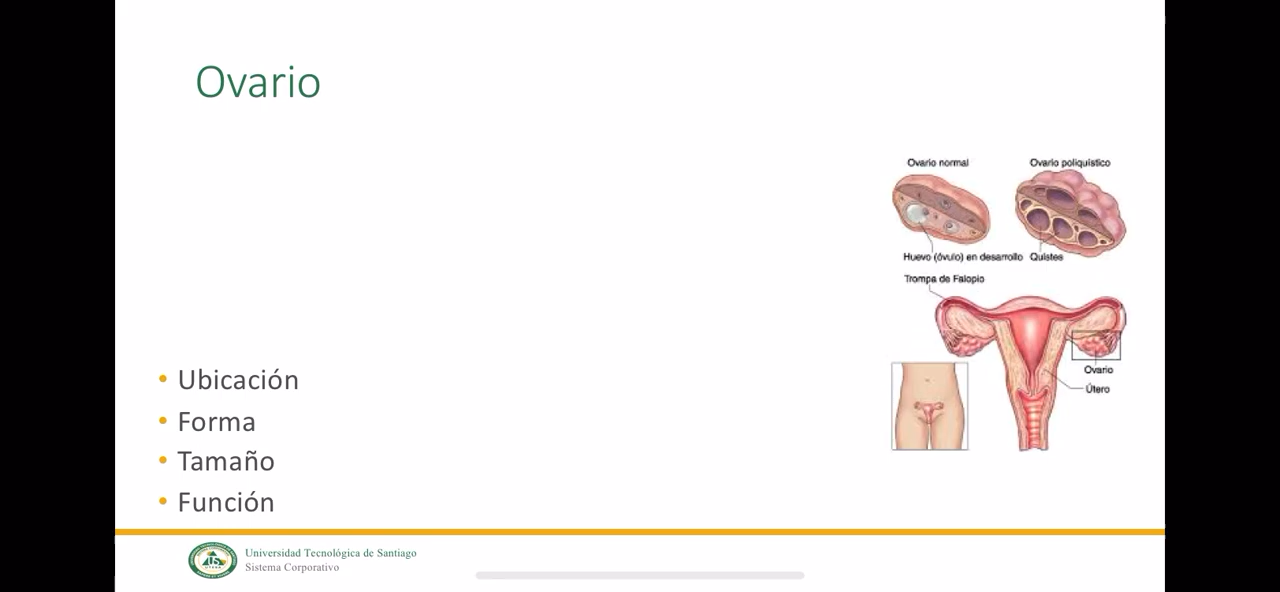 Ovario
Ovario normal
Ovario poliquístico
Huevo (óvulo) en desarrollo
Quistes
Trompa de Falopio
Ovario
Útero
• Ubicación
• Forma
• Tamaño
• Función
Universidad Tecnológica de Santiago
Sistema Corporativo